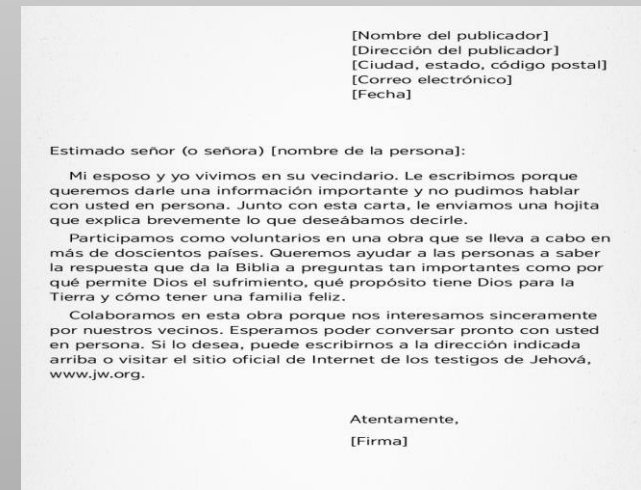 [Nombre del publicador]
[Dirección del publicador]
[Ciudad, estado, código postal]
[Correo electrónico]
[Fecha]
Estimado señor (o señora) [nombre de la persona]:
Mi esposo y yo vivimos en su vecindario. Le escribimos porque
queremos darle una información importante y no pudimos hablar
con usted en persona. Junto con esta carta, le enviamos una hojita
que explica brevemente lo que deseábamos decirle.
Participamos como voluntarios en una obra que se lleva a cabo en
más de doscientos países. Queremos ayudar a las personas a saber
la respuesta que da la Biblia a preguntas tan importantes como por
qué permite Dios el sufrimiento, qué propósito tiene Dios para la
Tierra y cómo tener una familia feliz.
Colaboramos en esta obra porque nos interesamos sinceramente
por nuestros vecinos. Esperamos poder conversar pronto con usted
en persona. Si lo desea, puede escribirnos a la dirección indicada
arriba o visitar el sitio oficial de Internet de los testigos de Jehová,
www.jw.org.
Atentamente,
[Firma]